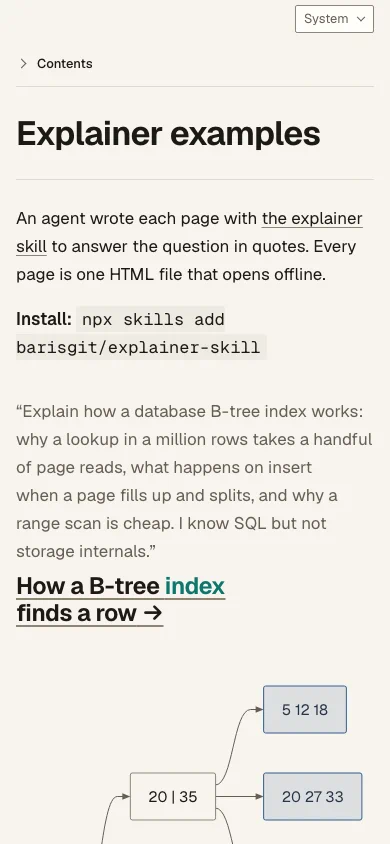 System
Contents
Explainer examples
An agent wrote each page with the explainer
skill to answer the question in quotes. Every
page is one HTML file that opens offline.
Install: npx skills add
barisgit/explainer-skill
“Explain how a database B-tree index works:
why a lookup in a million rows takes a handful
of page reads, what happens on insert
when a page fills up and splits, and why a
range scan is cheap. I know SQL but not
storage internals.”
How a B-tree index
finds a row →
5 12 18
20 | 35
20 27 33